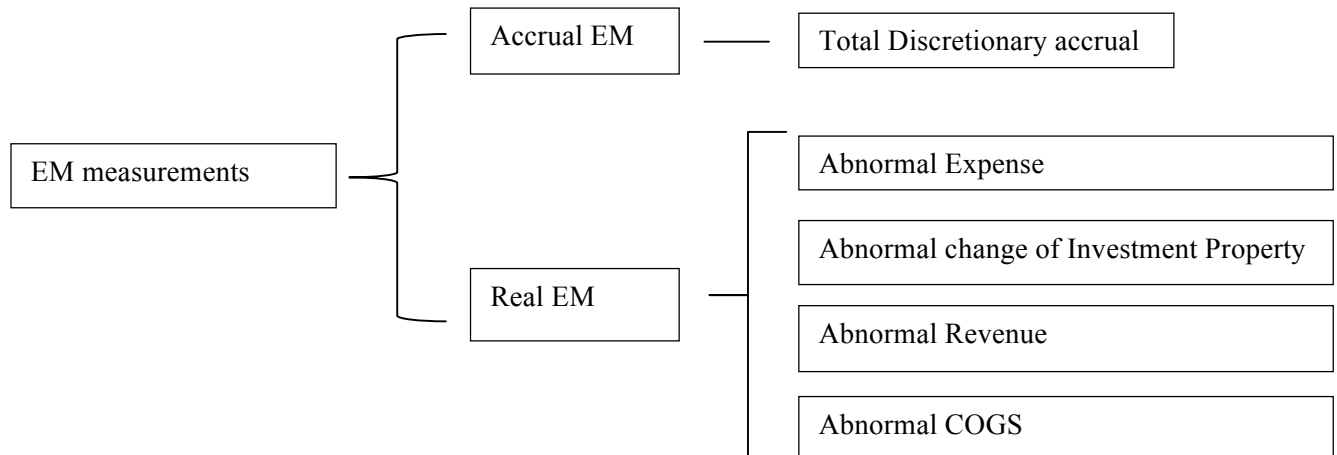 Accrual EM
Total Discretionary accrual
EM measurements
Abnormal Expense
Abnormal change of Investment Property
Real EM
Abnormal Revenue
Abnormal COGS